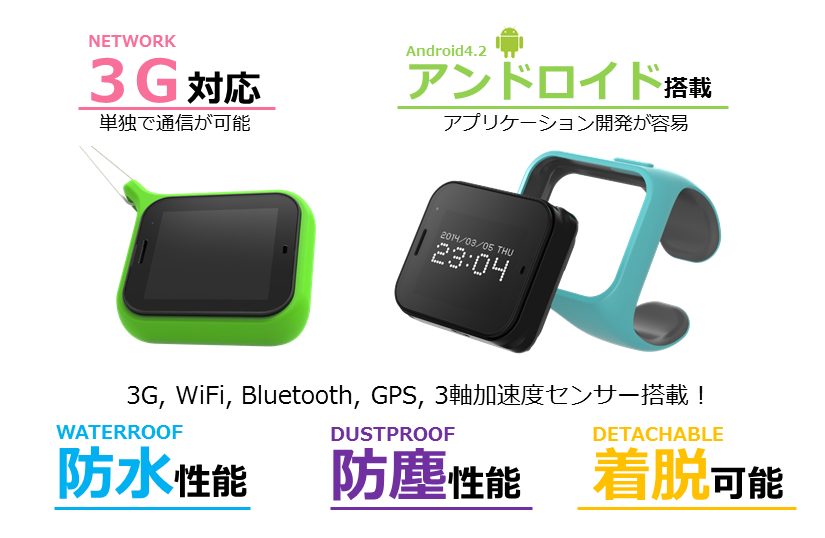 NETWORK
3G対応
単独で通信が可能
Android4.2
アンドロイド搭載
アプリケーション開発が容易
2014/03/05 THU
23:04
3G, WiFi, Bluetooth, GPS, 3軸加速度センサー搭載！
WATERROOF
防水性能
DUSTPROOF
防塵性能
DETACHABLE
着脱可能